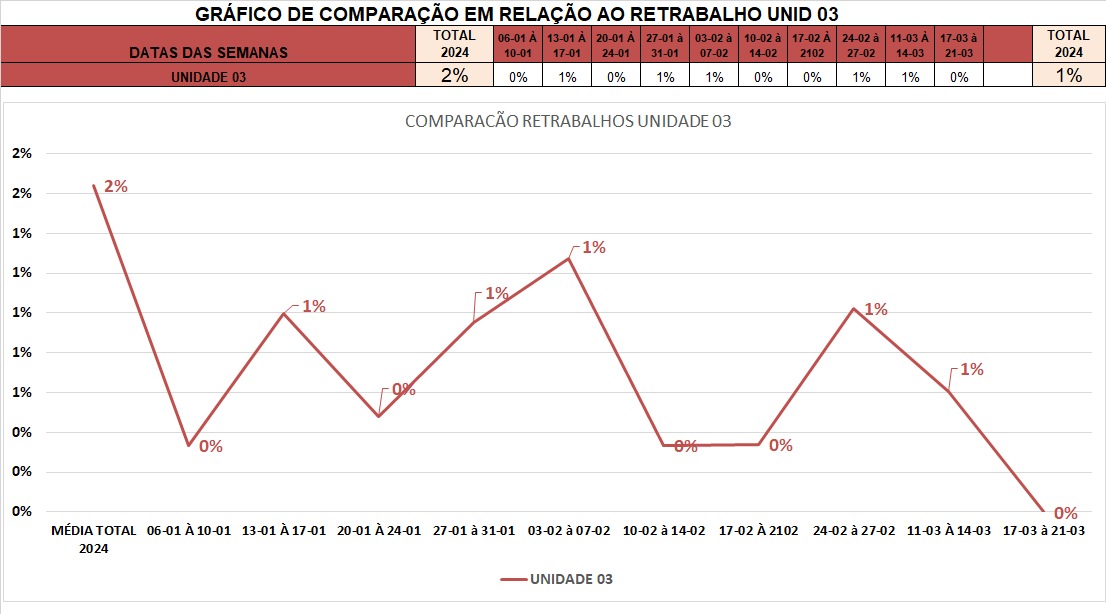 GRÁFICO DE COMPARAÇÃO EM RELAÇÃO AO RETRABALHO UNID 03
DATAS DAS SEMANAS
TOTAL 2024
06-01 À 10-01
13-01 À 17-01
20-01 À 24-01
27-01 à 31-01
03-02 à 07-02
10-02 à 14-02
17-02 À 2102
24-02 à 27-02
11-03 À 14-03
17-03 à 21-03
TOTAL 2024
UNIDADE 03 2% 0% 1% 0% 1% 1% 0% 0% 1% 1% 0% 1%
COMPARACÃO RETRABALHOS UNIDADE 03
2%
2%
1%
1%
1%
1%
1%
0%
0%
0%
2%
0%
1%
0%
1%
1%
0%
0%
1%
1%
0%
MÉDIA TOTAL 2024
06-01 À 10-01
13-01 À 17-01
20-01 À 24-01
27-01 à 31-01
03-02 à 07-02
10-02 à 14-02
17-02 À 2102
24-02 à 27-02
11-03 À 14-03
17-03 à 21-03
UNIDADE 03